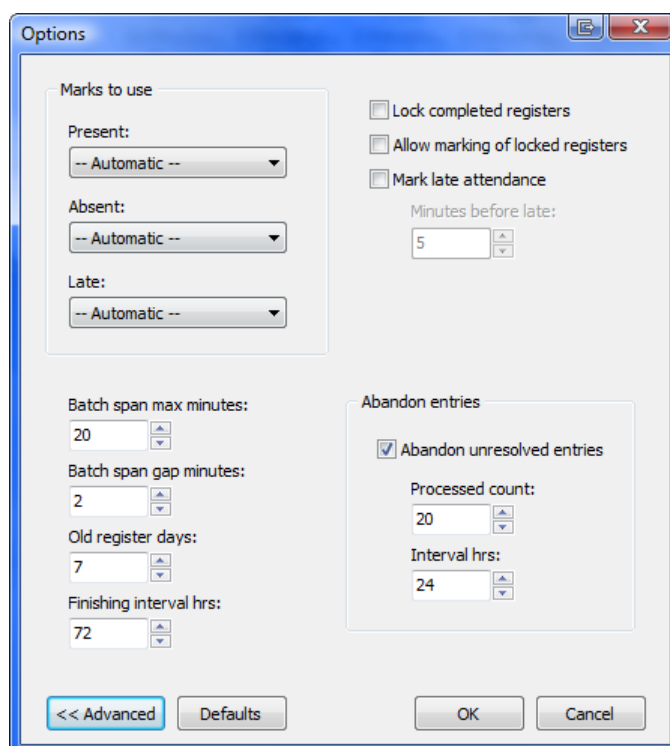 Options
Marks to use
Present:
-- Automatic --
Absent:
-- Automatic --
Late:
-- Automatic --
Lock completed registers
Allow marking of locked registers
Mark late attendance
Minutes before late:
5
Batch span max minutes:
20
Batch span gap minutes:
2
Old register days:
7
Finishing interval hrs:
72
Abandon entries
Abandon unresolved entries
Processed count:
20
Interval hrs:
24
<< Advanced
Defaults
OK
Cancel